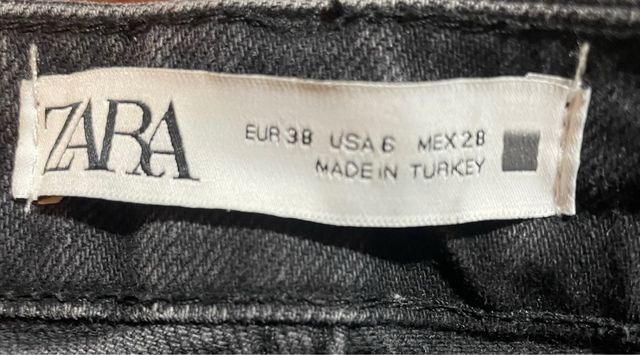 ZARA
EUR 38 USA 6 MEX 28
MADE IN TURKEY